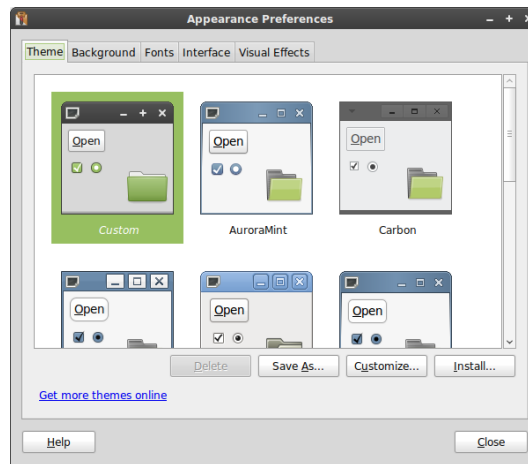 Appearance Preferences
Theme Background Fonts Interface Visual Effects
Open Open Open
Custom AuroraMint Carbon
Open Open Open
Delete Save As... Customize... Install...
Get more themes online
Help Close